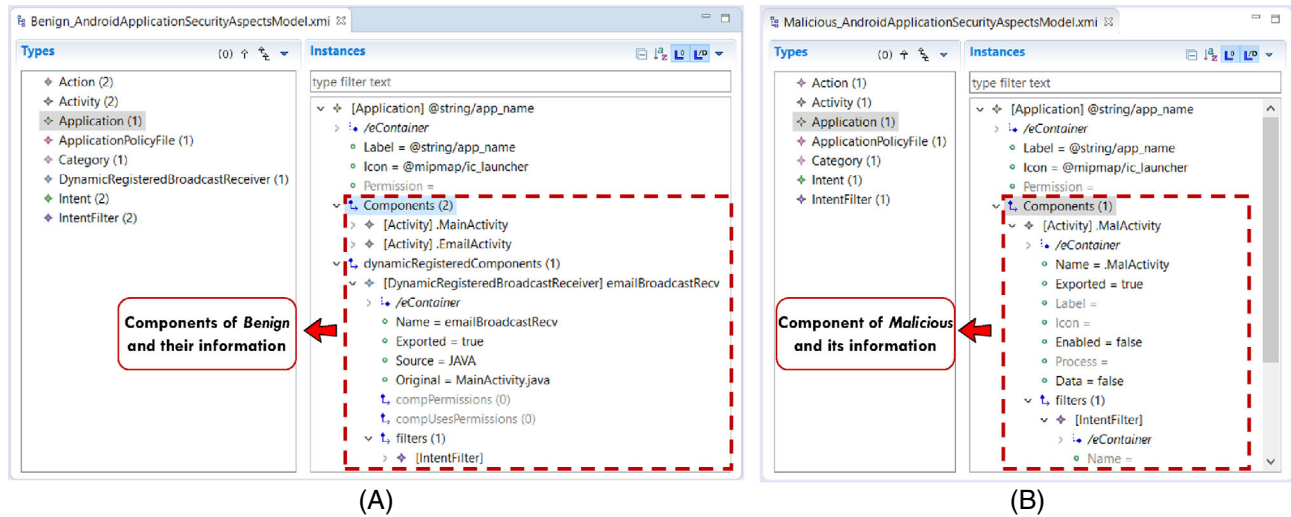 Benign_AndroidApplicationSecurityAspectsModel.xmi
Types
(0)
Action (2)
Activity (2)
Application (1)
ApplicationPolicyFile (1)
Category (1)
DynamicRegisteredBroadcastReceiver (1)
Intent (2)
IntentFilter (2)
Instances
type filter text
[Application] @string/app_name
/eContainer
Label = @string/app_name
Icon = @mipmap/ic_launcher
Permission =
Components (2)
[Activity] .MainActivity
[Activity] .EmailActivity
dynamicRegisteredComponents (1)
[DynamicRegisteredBroadcastReceiver] emailBroadcastRecv
/eContainer
Name = emailBroadcastRecv
Exported = true
Source = JAVA
Original = MainActivity.java
compPermissions (0)
compUsesPermissions (0)
filters (1)
[IntentFilter]
Components of Benign
and their information
(A)
Malicious_AndroidApplicationSecurityAspectsModel.xmi
Types
(0)
Action (1)
Activity (1)
Application (1)
ApplicationPolicyFile (1)
Category (1)
Intent (1)
IntentFilter (1)
Instances
type filter text
[Application] @string/app_name
/eContainer
Label = @string/app_name
Icon = @mipmap/ic_launcher
Permission =
Components (1)
[Activity] .MalActivity
/eContainer
Name = .MalActivity
Exported = true
Label =
Icon =
Enabled = false
Process =
Data = false
filters (1)
[IntentFilter]
/eContainer
Name =
Component of Malicious
and its information
(B)